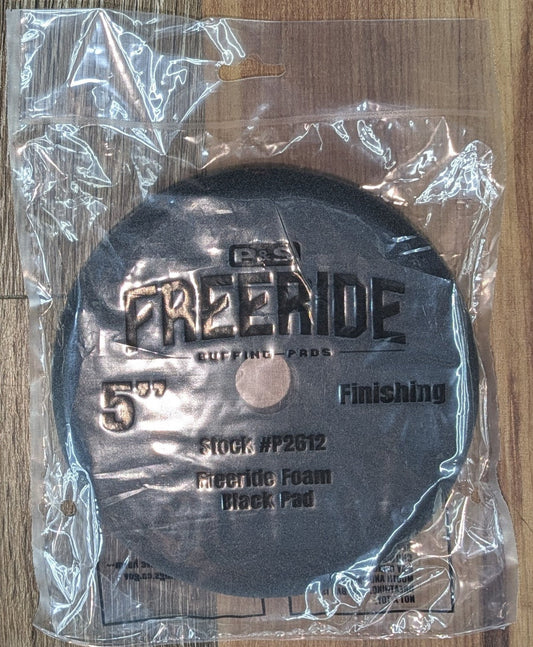 P&S
FREERIDE
BUFFING PADS
5”
Finishing
Stock #P2612
Freeride Foam
Black Pad